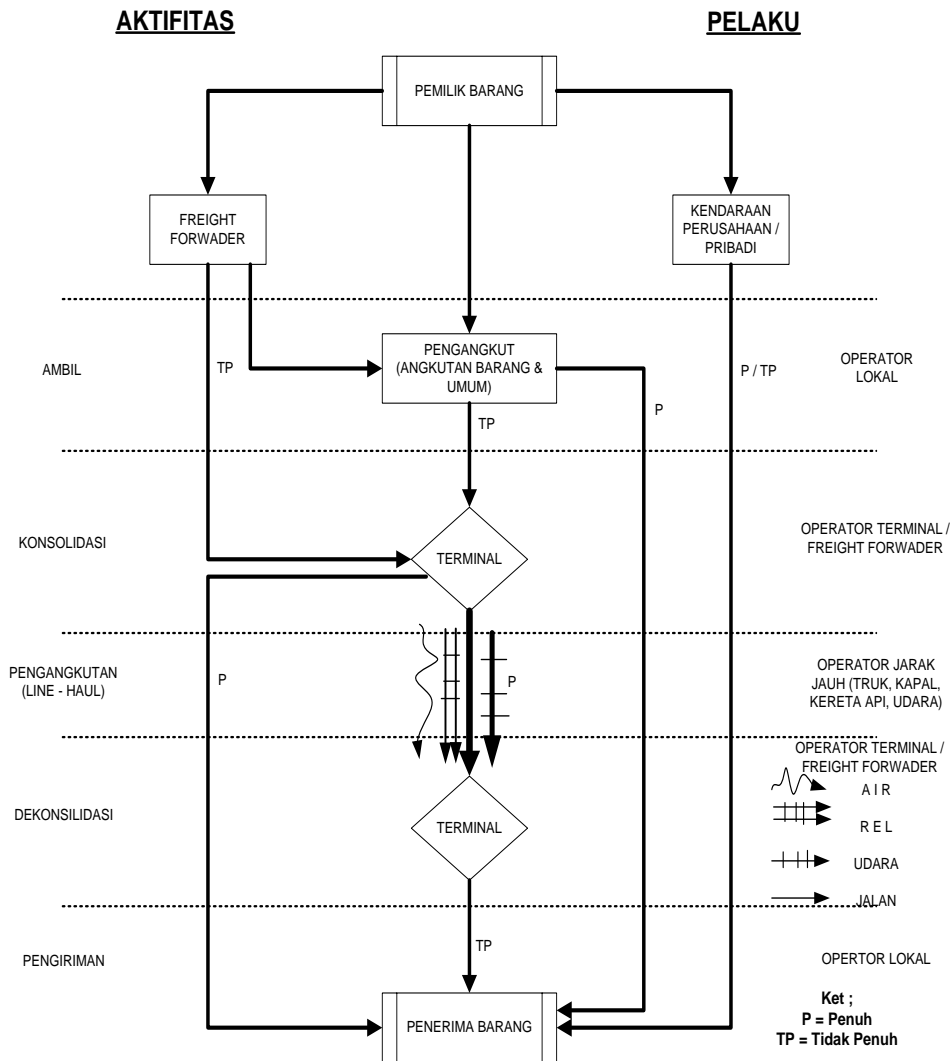 AKTIFITAS
PELAKU
PEMILIK BARANG
FREIGHT
FORWADER
KENDARAAN
PERUSAHAAN /
PRIBADI
AMBIL
TP
PENGANGKUT
(ANGKUTAN BARANG &
UMUM)
P / TP
OPERATOR
LOKAL
P
TP
KONSOLIDASI
TERMINAL
OPERATOR TERMINAL /
FREIGHT FORWADER
PENGANGKUTAN
(LINE - HAUL)
P
P
OPERATOR JARAK
JAUH (TRUK, KAPAL,
KERETA API, UDARA)
OPERATOR TERMINAL /
FREIGHT FORWADER
A I R
R E L
UDARA
JALAN
DEKONSILIDASI
TERMINAL
PENGIRIMAN
TP
OPERTOR LOKAL
PENERIMA BARANG
Ket ;
P = Penuh
TP = Tidak Penuh